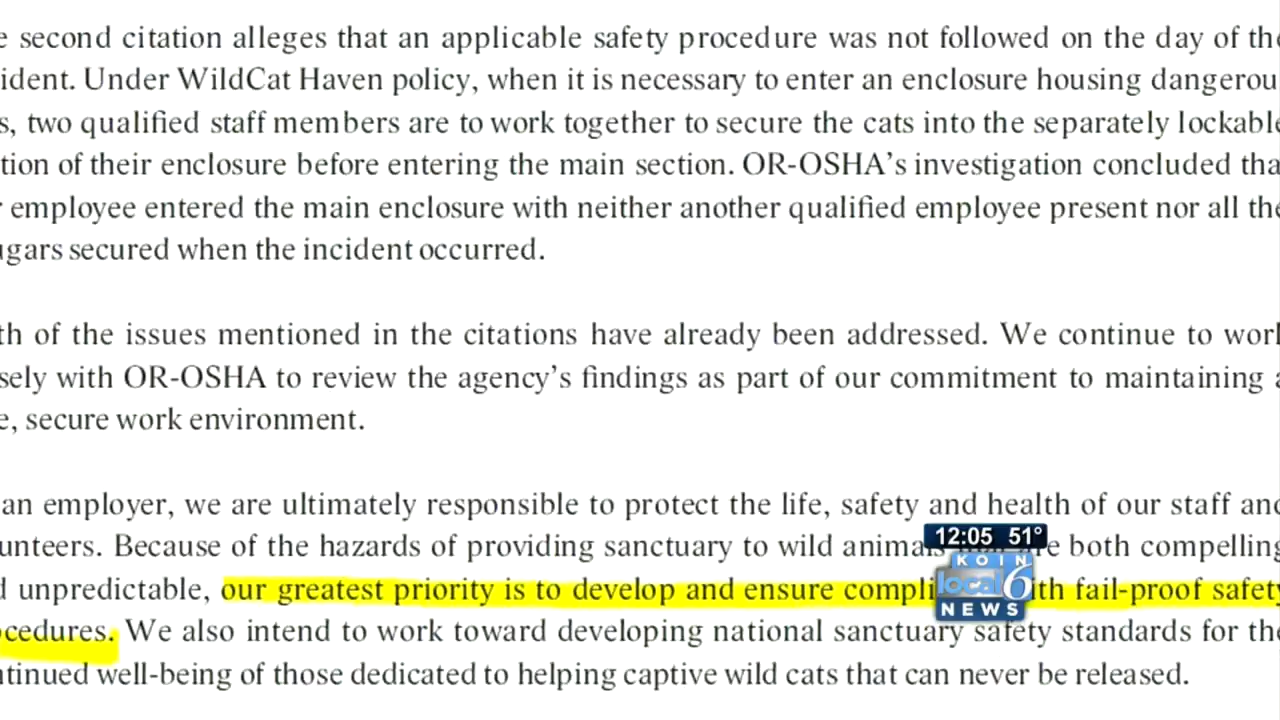 e second citation alleges that an applicable safety procedure was not followed on the day of the
ident. Under WildCat Haven policy, when it is necessary to enter an enclosure housing dangerou
s, two qualified staff members are to work together to secure the cats into the separately lockable
tion of their enclosure before entering the main section. OR-OSHA's investigation concluded tha
r employee entered the main enclosure with neither another qualified employee present nor all the
ugars secured when the incident occurred.
th of the issues mentioned in the citations have already been addressed. We continue to work
sely with OR-OSHA to review the agency's findings as part of our commitment to maintaining a
e, secure work environment.
an employer, we are ultimately responsible to protect the life, safety and health of our staff and
unteers. Because of the hazards of providing sanctuary to wild animals e both compelling
d unpredictable, our greatest priority is to develop and ensure compli ith fail-proof safety
ocedures. We also intend to work toward developing national sanctuary safety standards for the
ntinued well-being of those dedicated to helping captive wild cats that can never be released.
12:05 51°
KOIN
local 6
NEWS